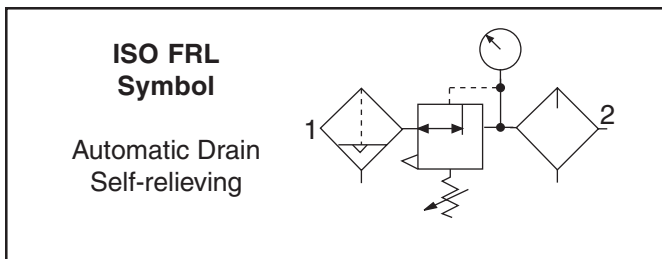 ISO FRL
Symbol
Automatic Drain
Self-relieving
1
2